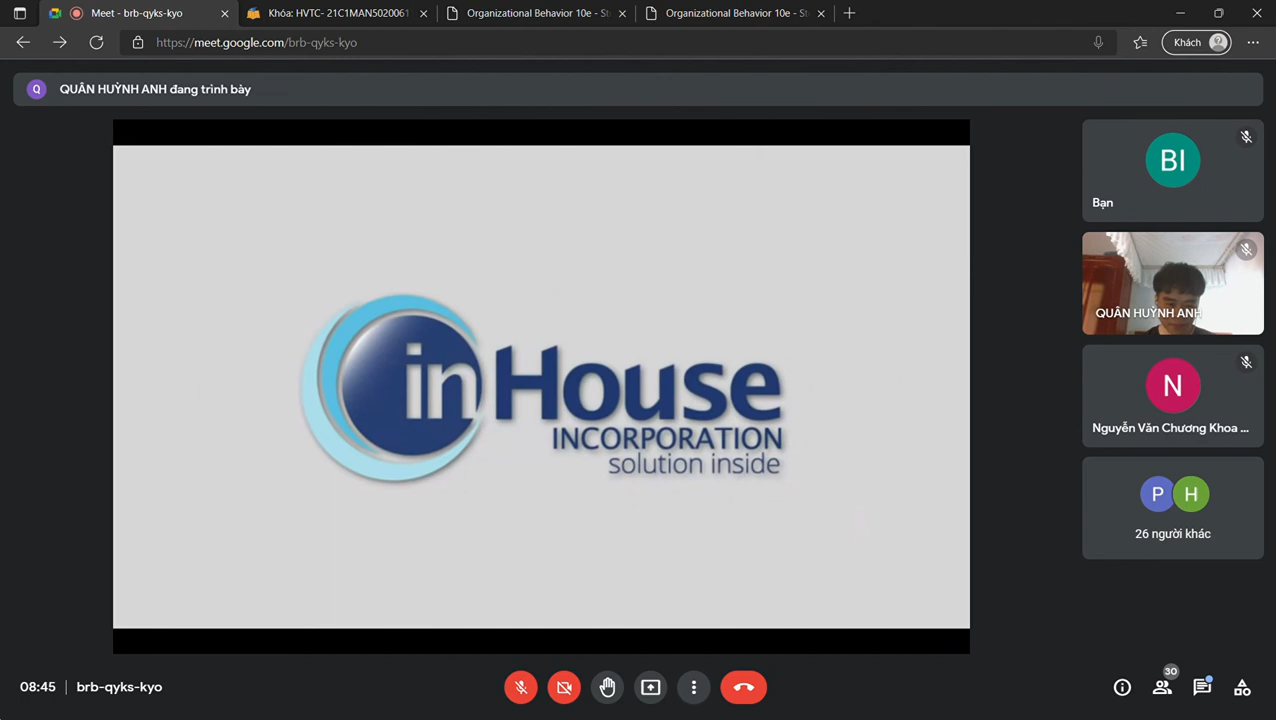 Meet - brb-qyks-kyo
Khóa: HVTC- 21C1MAN5020061
Organizational Behavior 10e - St
Organizational Behavior 10e - St
https://meet.google.com/brb-qyks-kyo
Khách
Q
QUÂN HUỲNH ANH đang trình bày
BI
Bạn
QUÂN HUỲNH ANH
N
Nguyễn Văn Chương Khoa ...
P
H
26 người khác
inHouse
INCORPORATION
solution inside
08:45
brb-qyks-kyo
30